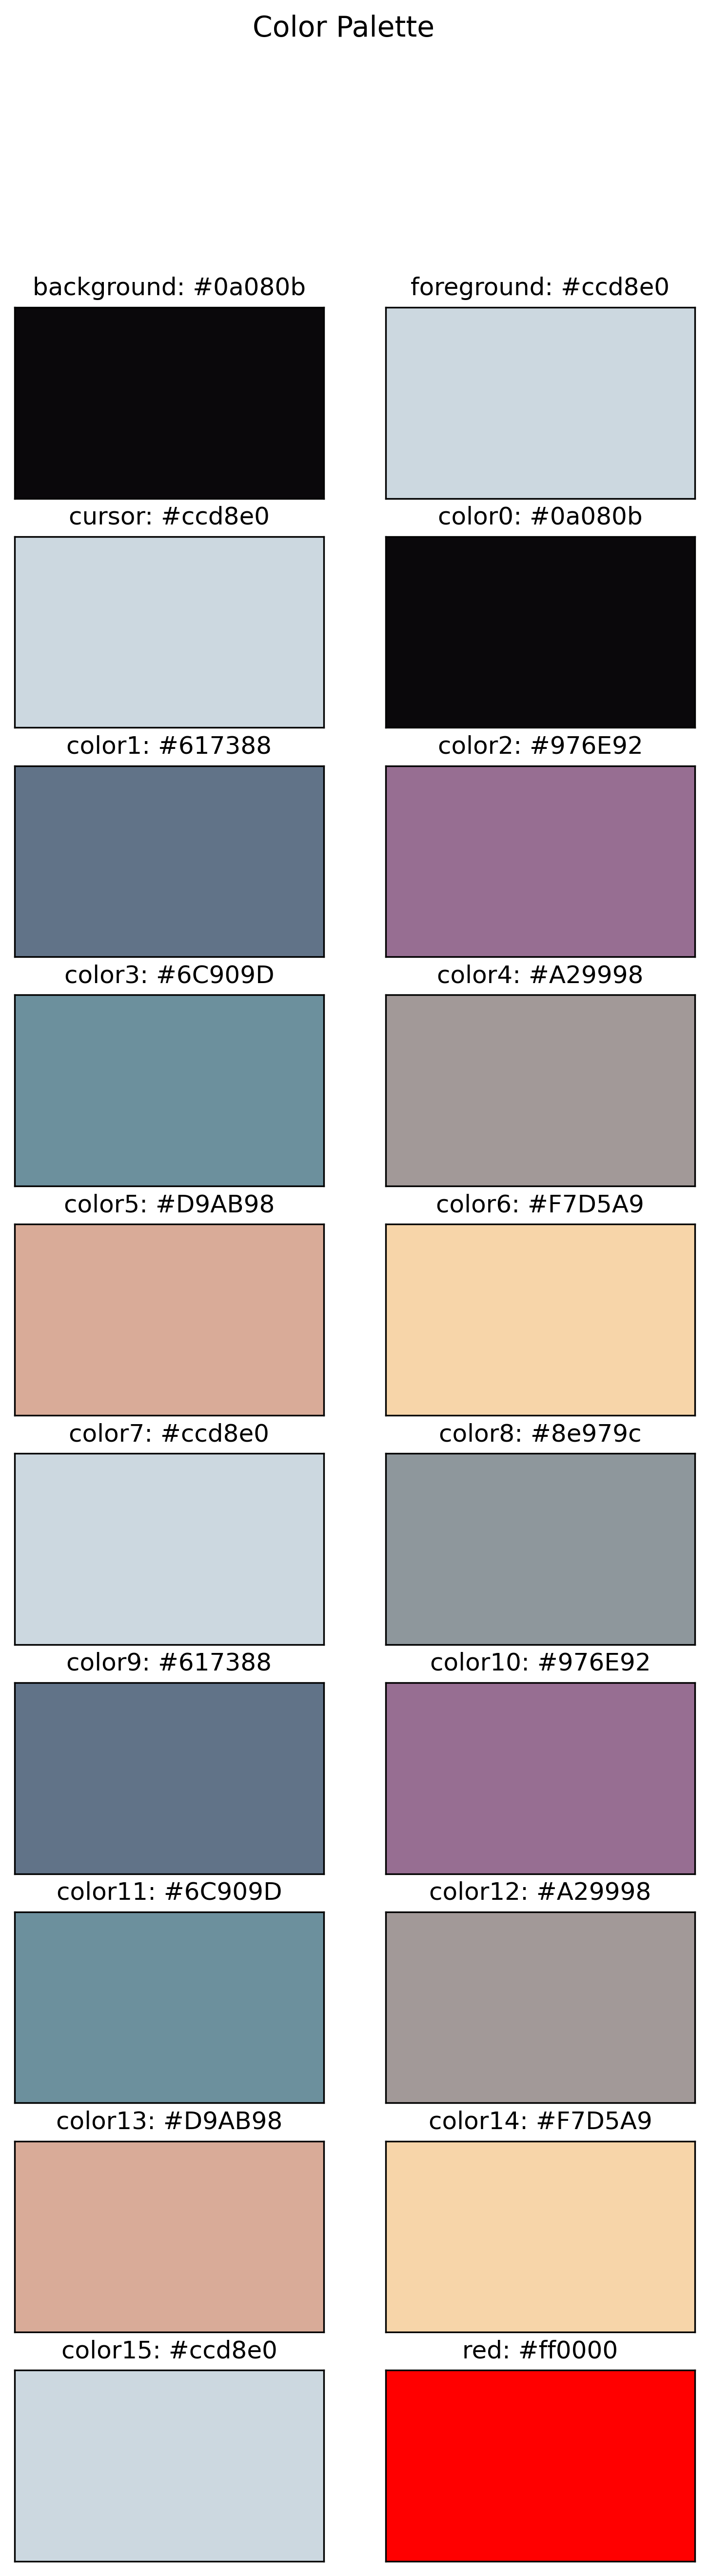 Color Palette
background: #0a080b
foreground: #ccd8e0
cursor: #ccd8e0
color0: #0a080b
color1: #617388
color2: #976E92
color3: #6C909D
color4: #A29998
color5: #D9AB98
color6: #F7D5A9
color7: #ccd8e0
color8: #8e979c
color9: #617388
color10: #976E92
color11: #6C909D
color12: #A29998
color13: #D9AB98
color14: #F7D5A9
color15: #ccd8e0
red: #ff0000